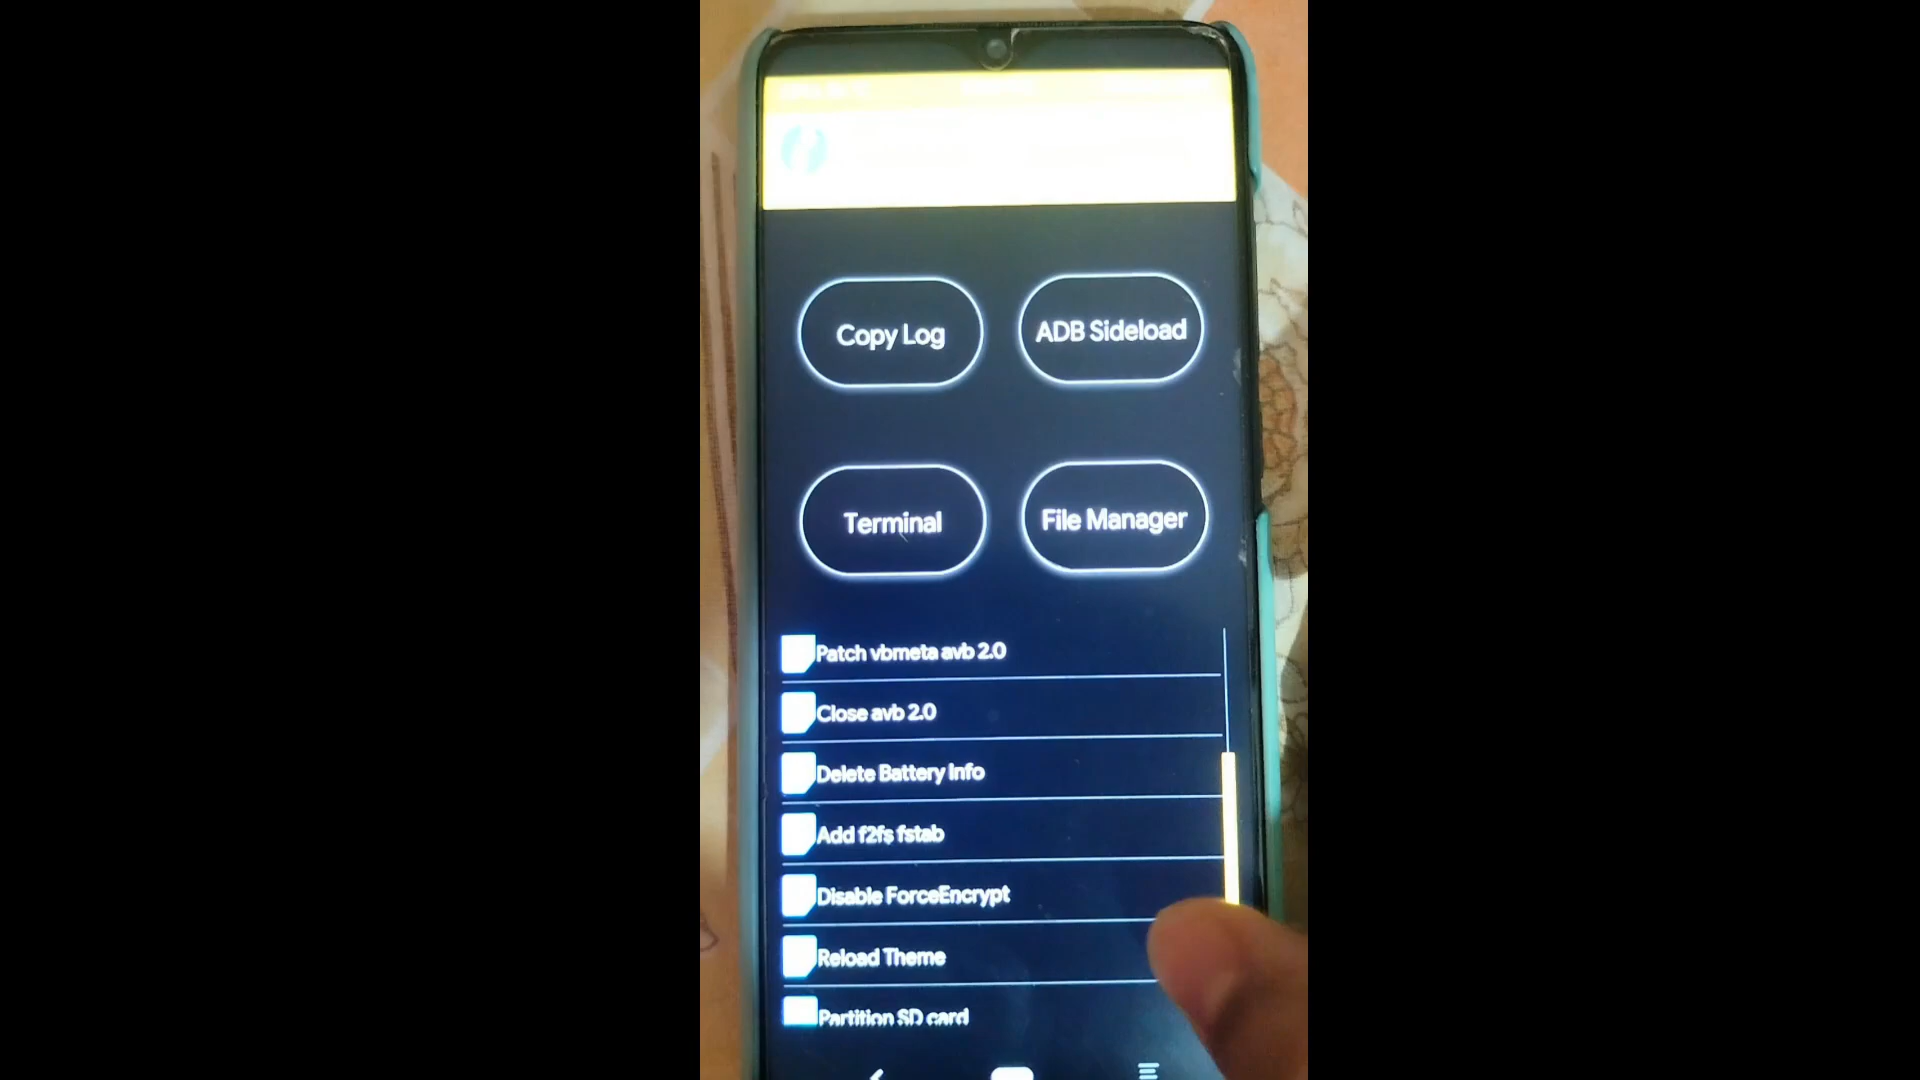 Copy Log
ADB Sideload
Terminal
File Manager
Patch vbmeta avb 2.0
Close avb 2.0
Delete Battery Info
Add f2fs fstab
Disable ForceEncrypt
Reload Theme
Partition SD card